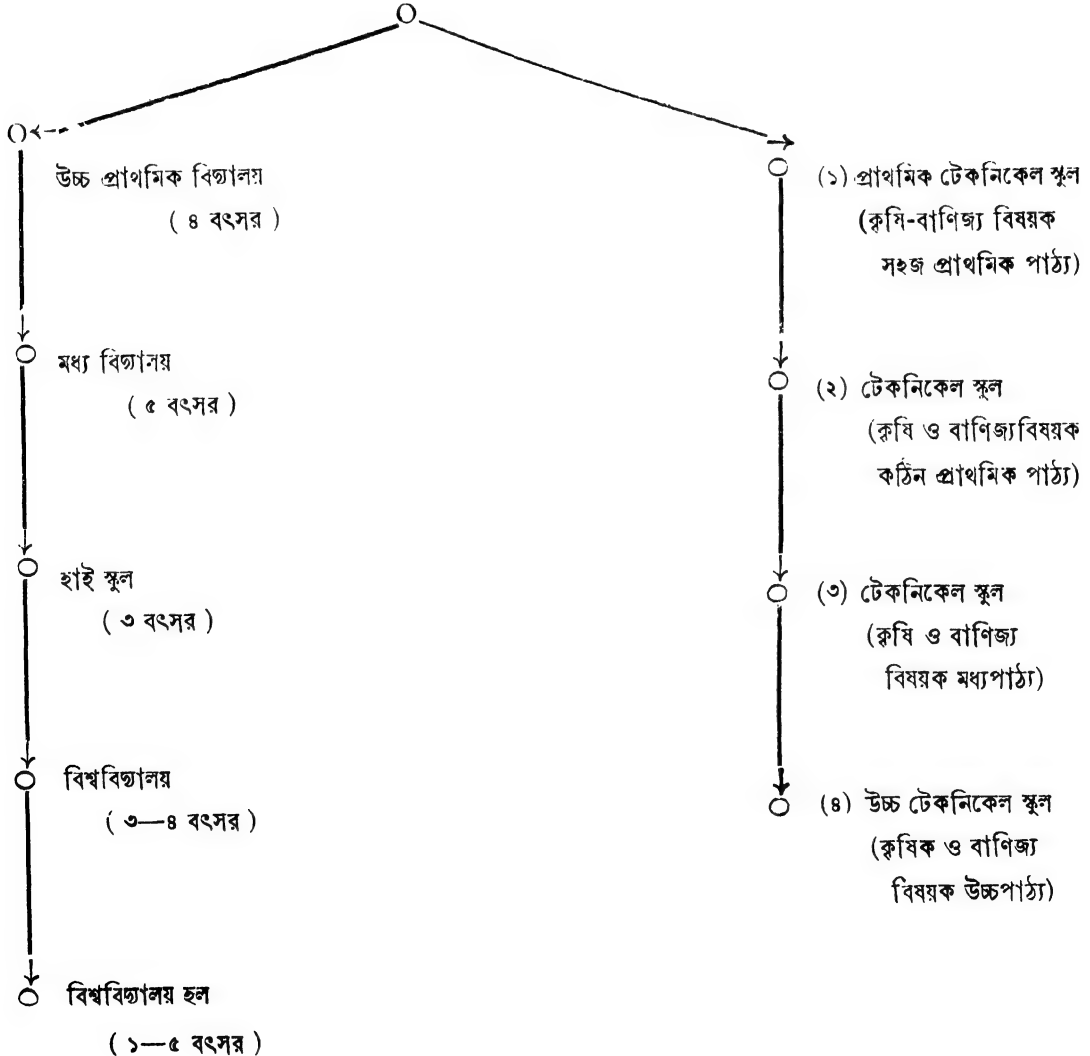 উচ্চ প্রাথমিক বিদ্যালয়
( ৪ বৎসর )
মধ্য বিদ্যালয়
( ৫ বৎসর )
হাই স্কুল
( ৩ বৎসর )
বিশ্ববিদ্যালয়
( ৩—৪ বৎসর )
বিশ্ববিদ্যালয় হল
( ১—৫ বৎসর )
(১) প্রাথমিক টেকনিকেল স্কুল
(কৃষি-বাণিজ্য বিষয়ক
সহজ প্রাথমিক পাঠ্য)
(২) টেকনিকেল স্কুল
(কৃষি ও বাণিজ্যবিষয়ক
কঠিন প্রাথমিক পাঠ্য)
(৩) টেকনিকেল স্কুল
(কৃষি ও বাণিজ্য
বিষয়ক মধ্যপাঠ্য)
(৪) উচ্চ টেকনিকেল স্কুল
(কৃষিক ও বাণিজ্য
বিষয়ক উচ্চপাঠ্য)